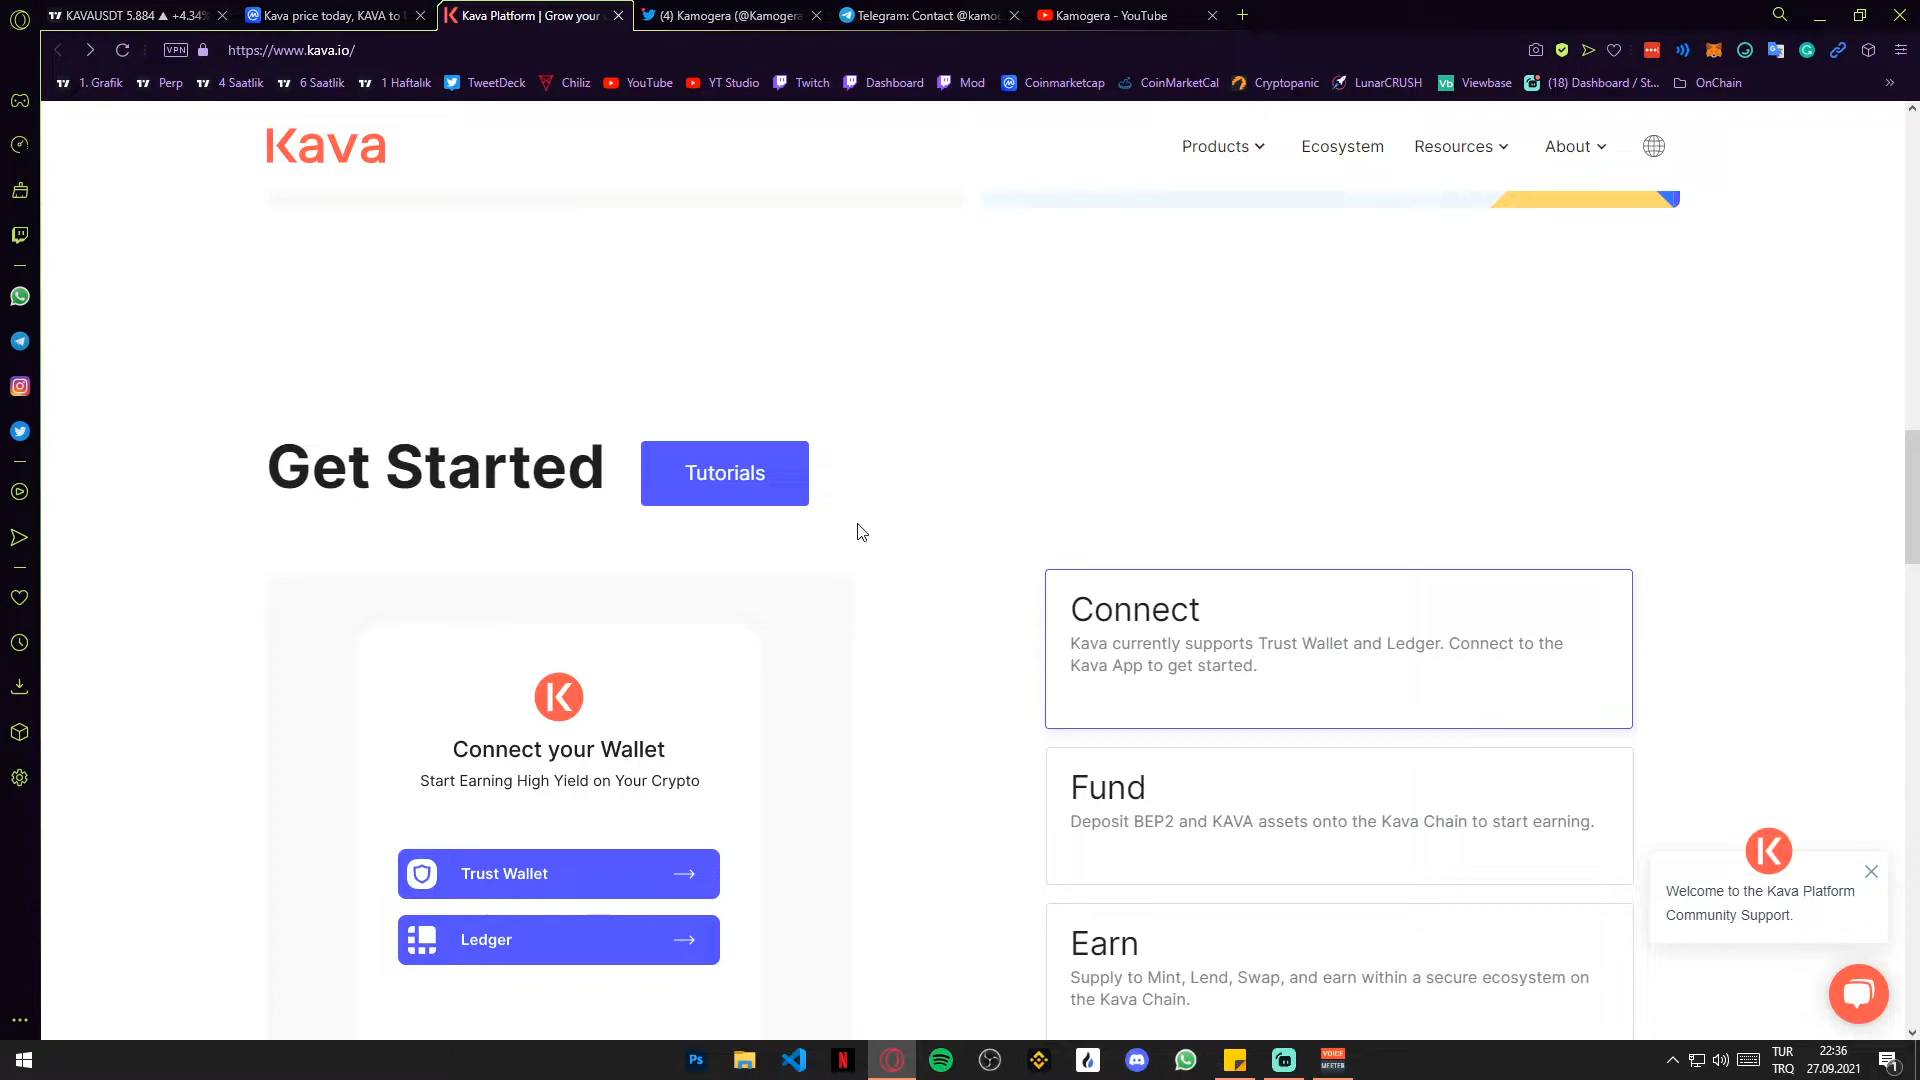 KAVAUSDT 5.884 ▲ +4.34%
Kava price today, KAVA to
Kava Platform | Grow your
(4) Kamogera (@Kamogera
Telegram: Contact @kamo
Kamogera - YouTube
VPN
https://www.kava.io/
1. Grafik
Perp
4 Saatlik
6 Saatlik
1 Haftalık
TweetDeck
Chiliz
YouTube
YT Studio
Twitch
Dashboard
Mod
Coinmarketcap
CoinMarketCal
Cryptopanic
LunarCRUSH
Vb
Viewbase
(18) Dashboard / St...
OnChain
Kava
Products
Ecosystem
Resources
About
Get Started
Tutorials
Connect your Wallet
Start Earning High Yield on Your Crypto
Trust Wallet
Ledger
Connect
Kava currently supports Trust Wallet and Ledger. Connect to the
Kava App to get started.
Fund
Deposit BEP2 and KAVA assets onto the Kava Chain to start earning.
Earn
Supply to Mint, Lend, Swap, and earn within a secure ecosystem on
the Kava Chain.
Welcome to the Kava Platform
Community Support.
Ps
N
VOICE
MEETER
TUR
TRQ
22:36
27.09.2021
1